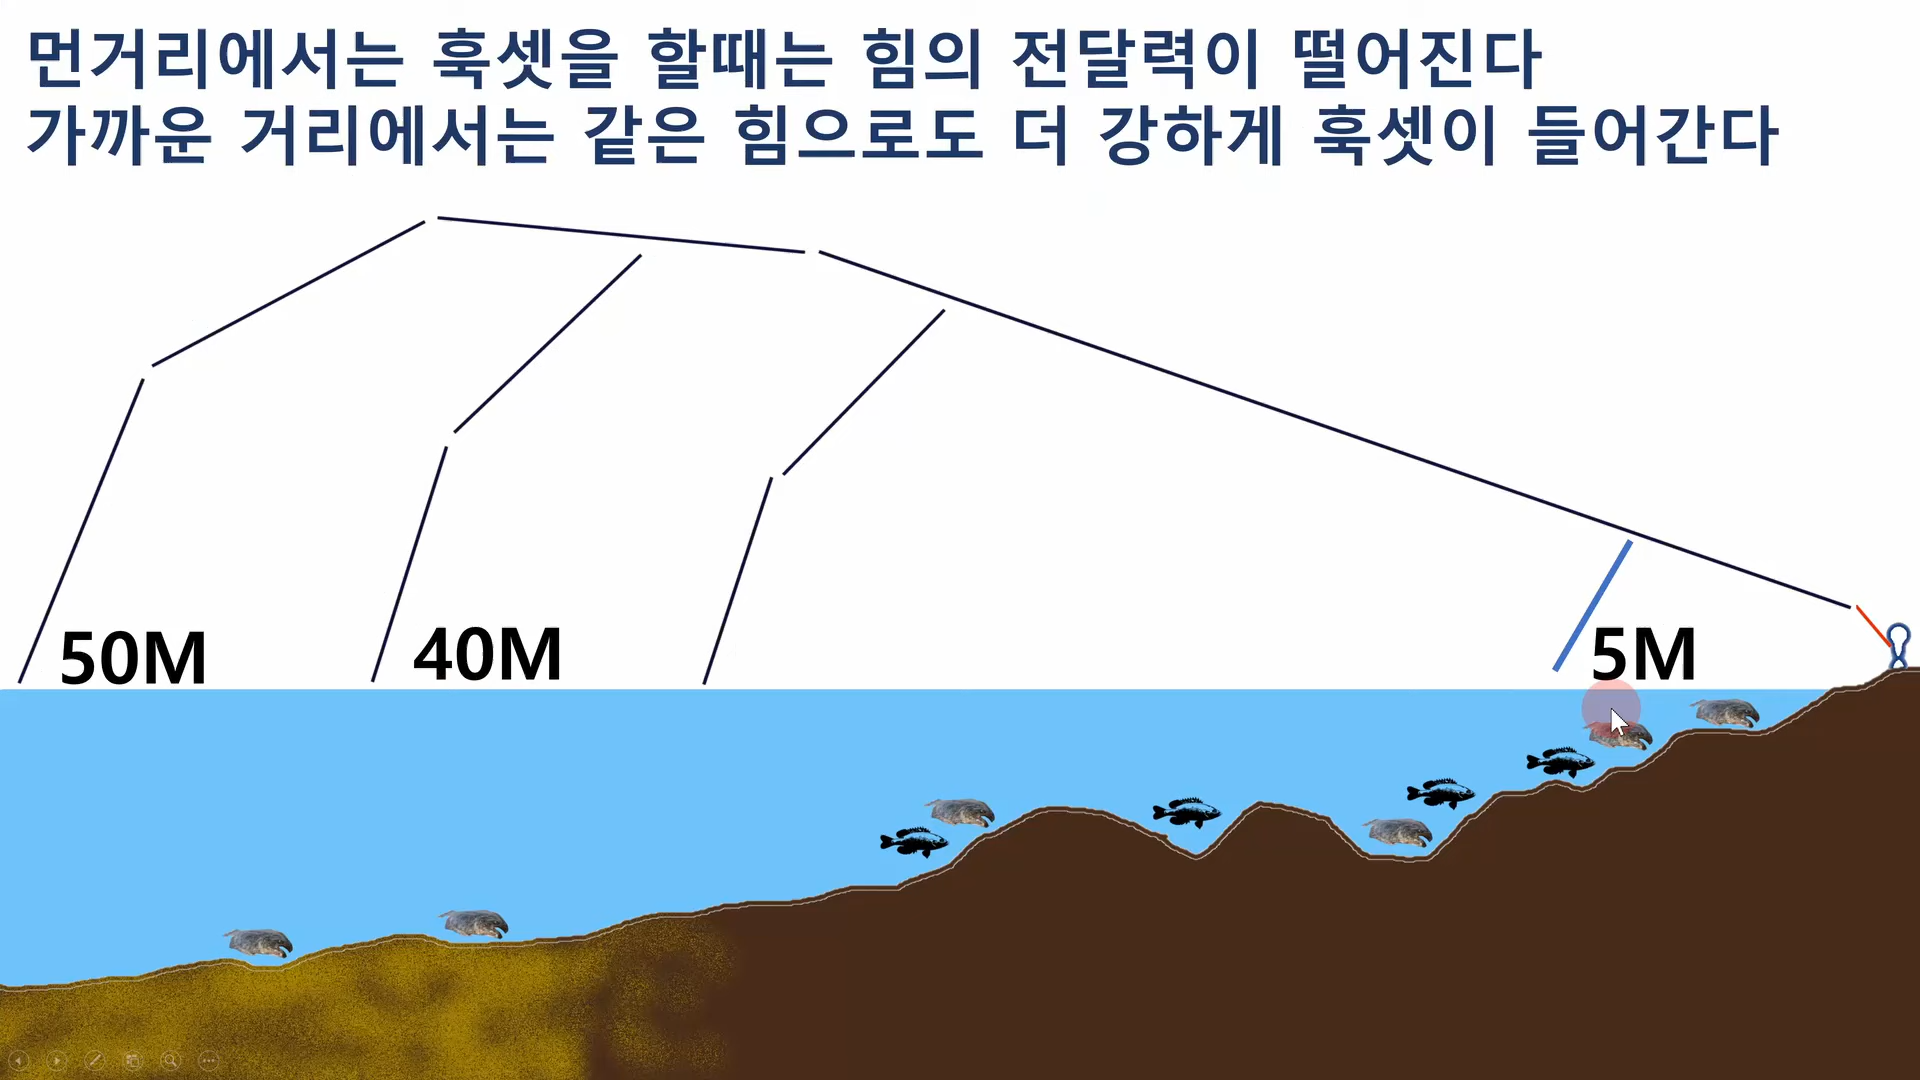 먼거리에서는 훅셋을 할때는 힘의 전달력이 떨어진다
가까운 거리에서는 같은 힘으로도 더 강하게 훅셋이 들어간다
50M
40M
5M